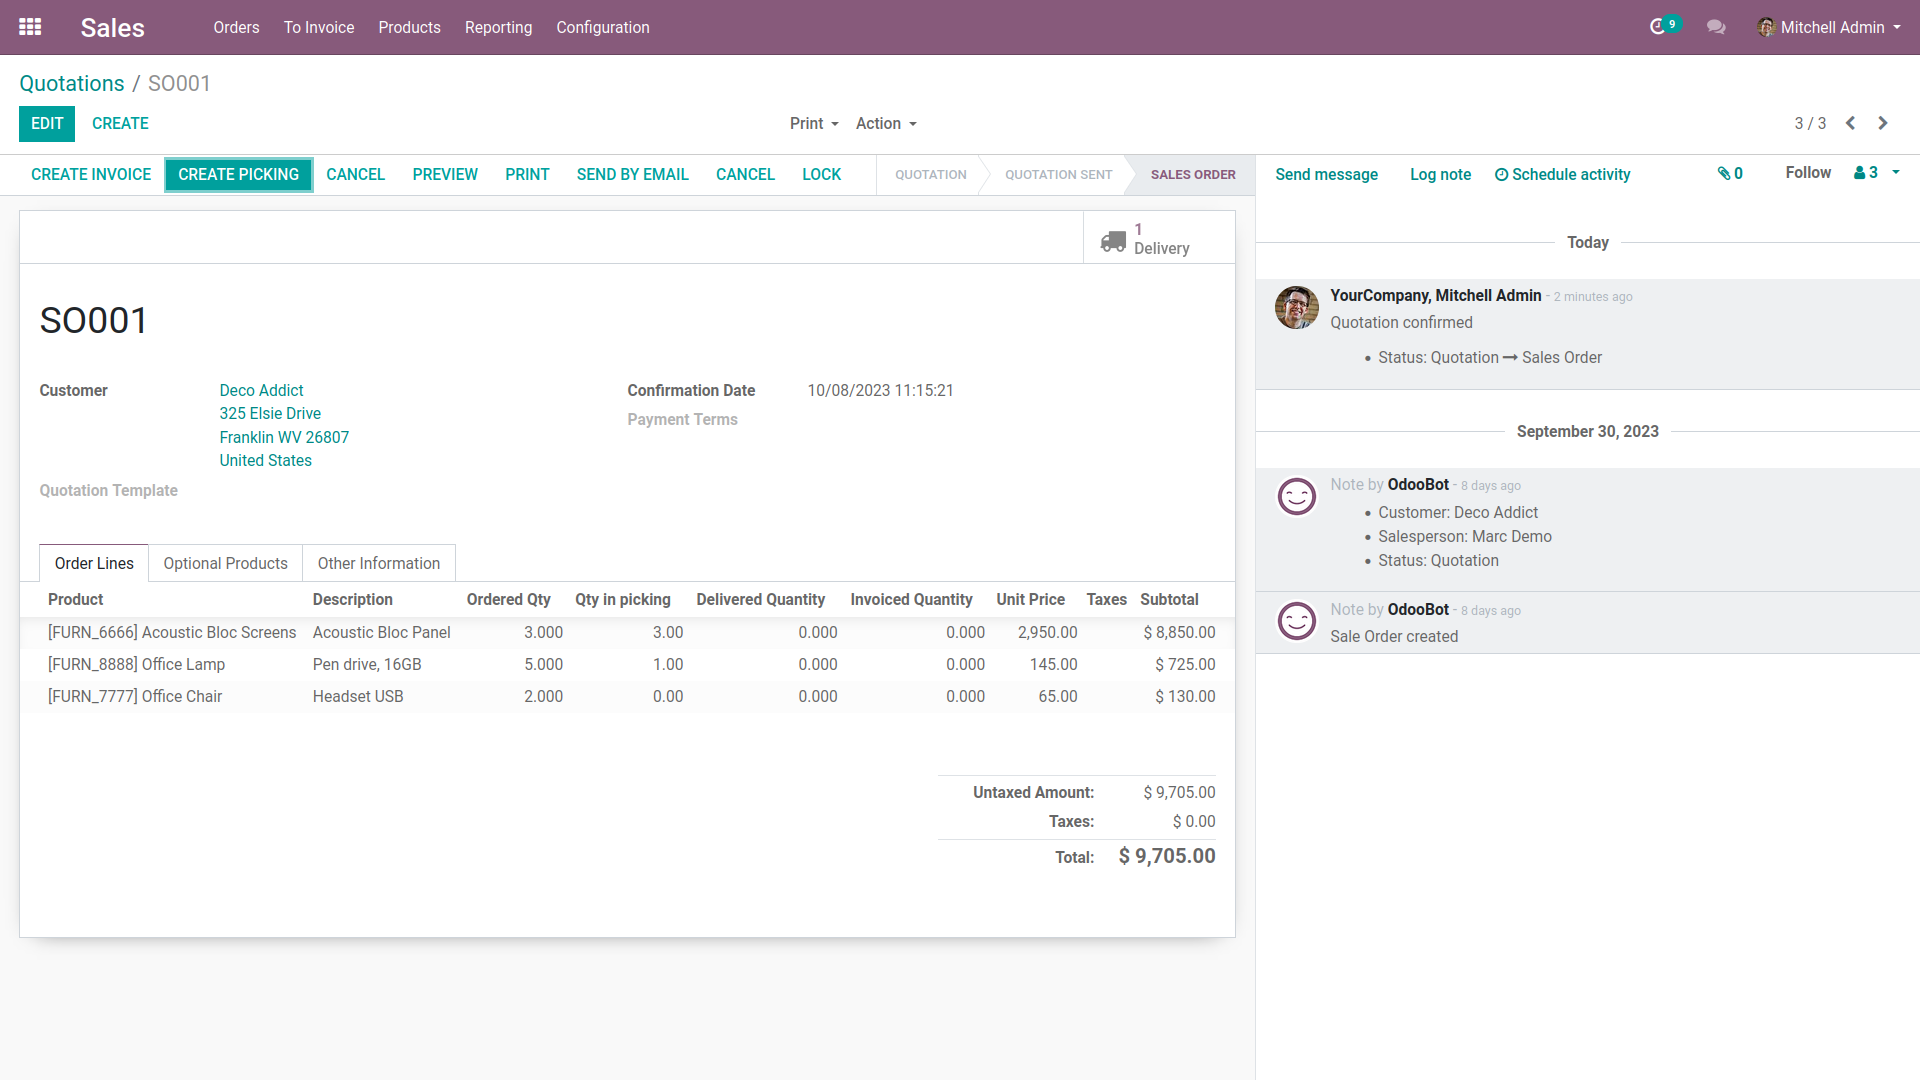 Sales Orders To Invoice Products Reporting Configuration 9 Mitchell Admin
Quotations / SO001
EDIT CREATE Print Action 3 / 3
CREATE INVOICE CREATE PICKING CANCEL PREVIEW PRINT SEND BY EMAIL CANCEL LOCK QUOTATION QUOTATION SENT SALES ORDER
Send message Log note Schedule activity 0 Follow 3
1
Delivery
SO001
Customer Deco Addict
325 Elsie Drive
Franklin WV 26807
United States
Quotation Template
Confirmation Date 10/08/2023 11:15:21
Payment Terms
Order Lines Optional Products Other Information
Product Description Ordered Qty Qty in picking Delivered Quantity Invoiced Quantity Unit Price Taxes Subtotal
[FURN_6666] Acoustic Bloc Screens Acoustic Bloc Panel 3.000 3.00 0.000 0.000 2,950.00 $ 8,850.00
[FURN_8888] Office Lamp Pen drive, 16GB 5.000 1.00 0.000 0.000 145.00 $ 725.00
[FURN_7777] Office Chair Headset USB 2.000 0.00 0.000 0.000 65.00 $ 130.00
Untaxed Amount: $ 9,705.00
Taxes: $ 0.00
Total: $ 9,705.00
Today
YourCompany, Mitchell Admin - 2 minutes ago
Quotation confirmed
• Status: Quotation → Sales Order
September 30, 2023
Note by OdooBot - 8 days ago
• Customer: Deco Addict
• Salesperson: Marc Demo
• Status: Quotation
Note by OdooBot - 8 days ago
Sale Order created